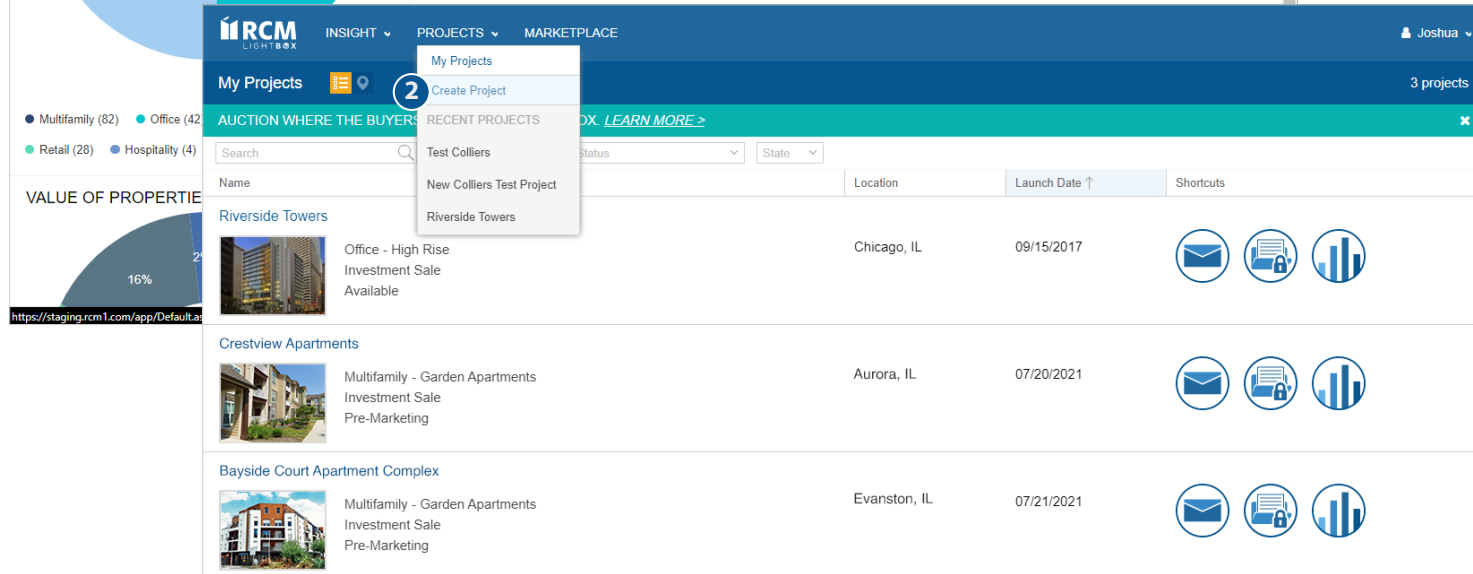 RCM
LIGHTBOX
INSIGHT
PROJECTS
MARKETPLACE
Joshua
My Projects
3 projects
My Projects
2
Create Project
RECENT PROJECTS
Test Colliers
New Colliers Test Project
Riverside Towers
AUCTION WHERE THE BUYERS
OX. LEARN MORE >
Search
Status
State
Name
Location
Launch Date
Shortcuts
Riverside Towers
Office - High Rise
Investment Sale
Available
Chicago, IL
09/15/2017
Crestview Apartments
Multifamily - Garden Apartments
Investment Sale
Pre-Marketing
Aurora, IL
07/20/2021
Bayside Court Apartment Complex
Multifamily - Garden Apartments
Investment Sale
Pre-Marketing
Evanston, IL
07/21/2021
Multifamily (82)
Office (42
Retail (28)
Hospitality (4)
VALUE OF PROPERTIE
16%
https://staging.rcm1.com/app/Default.as